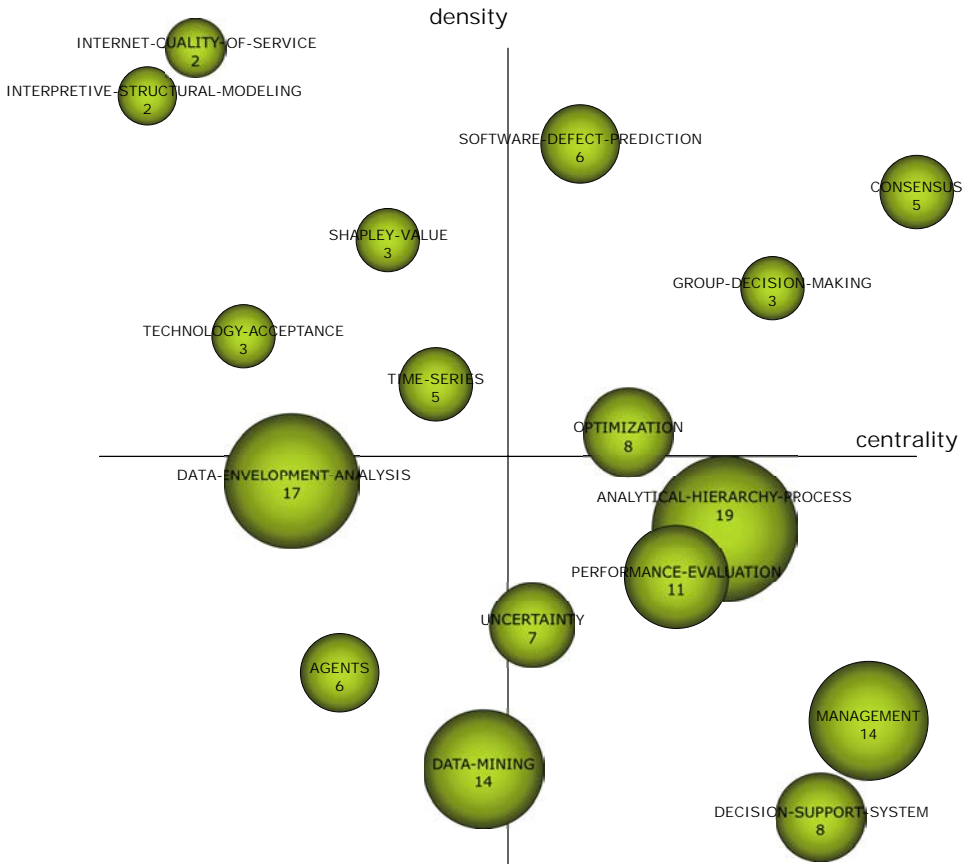 density
INTERNET-QUALITY-OF-SERVICE
2
INTERPRETIVE-STRUCTURAL-MODELING
2
SOFTWARE-DEFECT-PREDICTION
6
CONSENSUS
5
SHAPLEY-VALUE
3
GROUP-DECISION-MAKING
3
TECHNOLOGY-ACCEPTANCE
3
TIME-SERIES
5
OPTIMIZATION
8
centrality
DATA-ENVELOPMENT-ANALYSIS
17
ANALYTICAL-HIERARCHY-PROCESS
19
PERFORMANCE-EVALUATION
11
UNCERTAINTY
7
AGENTS
6
MANAGEMENT
14
DATA-MINING
14
DECISION-SUPPORT-SYSTEM
8